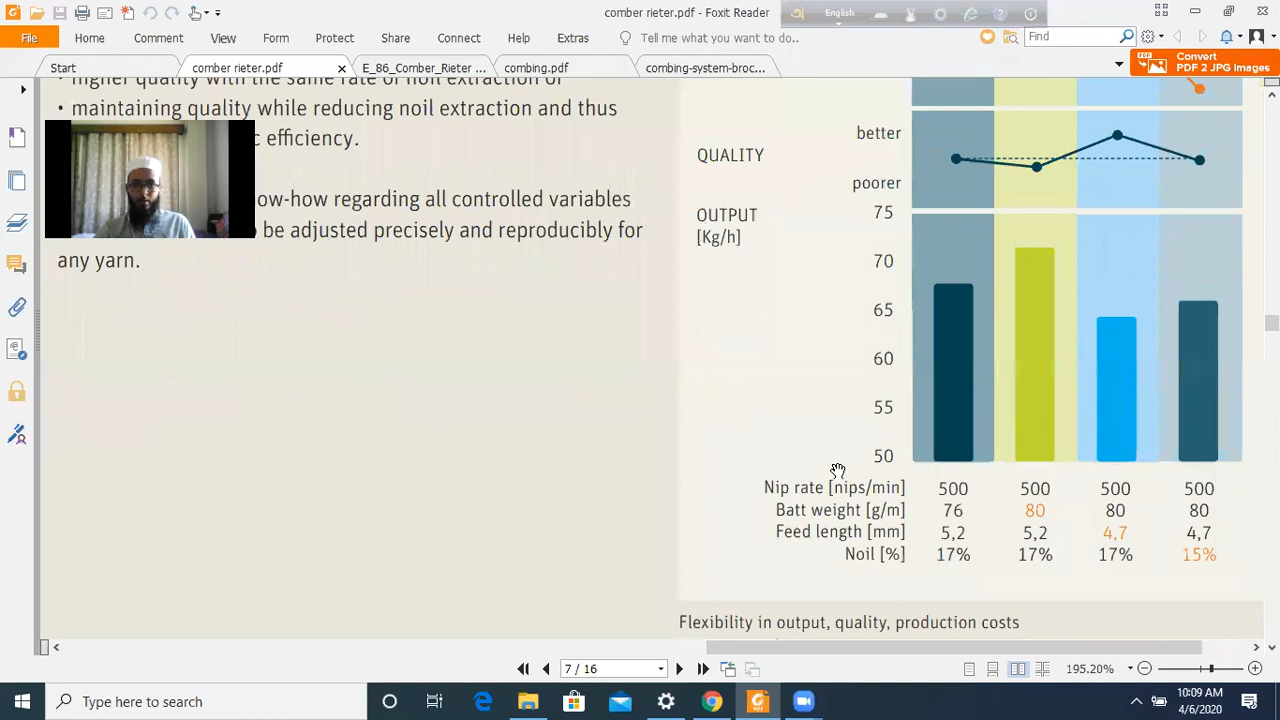 comber rieter.pdf - Foxit Reader
English
File
Home
Comment
View
Form
Protect
Share
Connect
Help
Extras
Tell me what you want to do..
Find
Start
comber rieter.pdf
E_86_Comber_Rieter ...
combing.pdf
combing-system-broc...
Convert
PDF 2 JPG Images
• maintaining quality while reducing noil extraction and thus
efficiency.
ow-how regarding all controlled variables
be adjusted precisely and reproducibly for
any yarn.
better
QUALITY
poorer
OUTPUT
[Kg/h]
75
70
65
60
55
50
Nip rate [nips/min] 500 500 500 500
Batt weight [g/m] 76 80 80 80
Feed length [mm] 5,2 5,2 4,7 4,7
Noil [%] 17% 17% 17% 15%
Flexibility in output, quality, production costs
7 / 16
195.20%
Type here to search
10:09 AM
4/6/2020